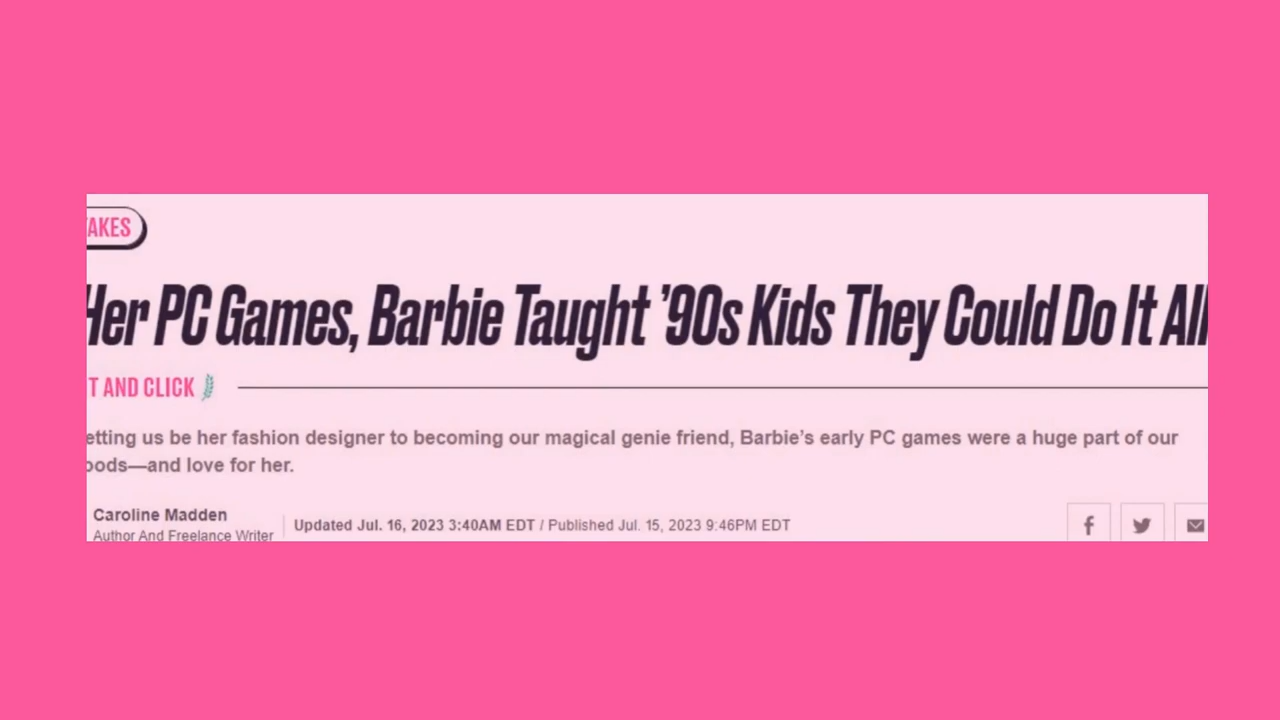 TAKES
Her PC Games, Barbie Taught ’90s Kids They Could Do It All
T AND CLICK
etting us be her fashion designer to becoming our magical genie friend, Barbie’s early PC games were a huge part of our
oods—and love for her.
Caroline Madden
Author And Freelance Writer
Updated Jul. 16, 2023 3:40AM EDT / Published Jul. 15, 2023 9:46PM EDT